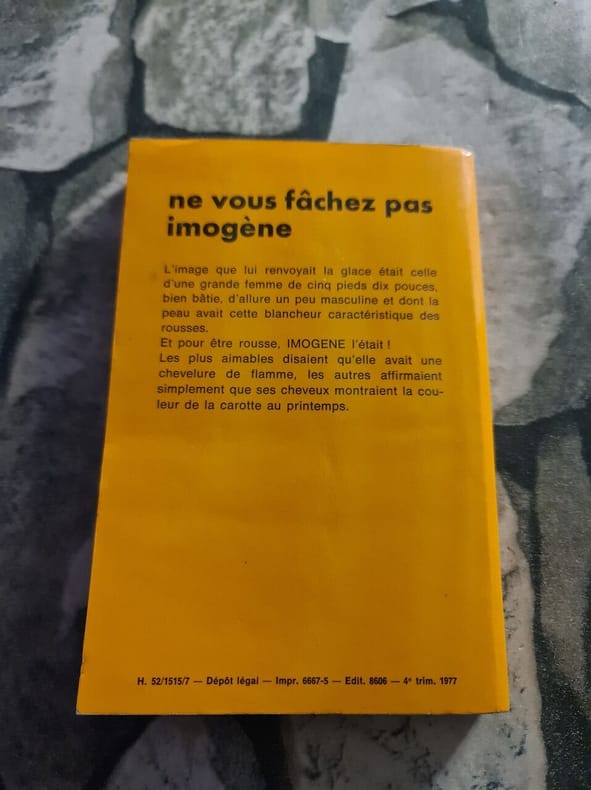 ne vous fâchez pas
imogène
L'image que lui renvoyait la glace était celle
d'une grande femme de cinq pieds dix pouces,
bien bâtie, d'allure un peu masculine et dont la
peau avait cette blancheur caractéristique des
rousses.
Et pour être rousse, IMOGENE l'était !
Les plus aimables disaient qu'elle avait une
chevelure de flamme, les autres affirmaient
simplement que ses cheveux montraient la cou-
leur de la carotte au printemps.
H. 52/1515/7 — Dépôt légal — Impr. 6667-5 — Edit. 8606 — 4e trim. 1977